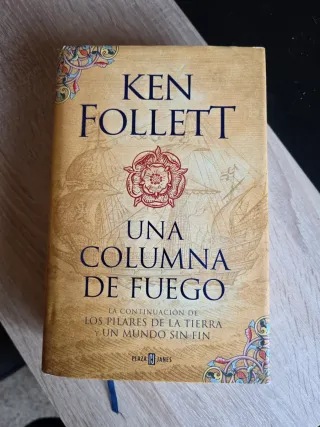 KEN
FOLLETT
UNA
COLUMNA
DE FUEGO
LA CONTINUACIÓN DE
LOS PILARES DE LA TIERRA
Y UN MUNDO SIN FIN
PLAZA JANÉS